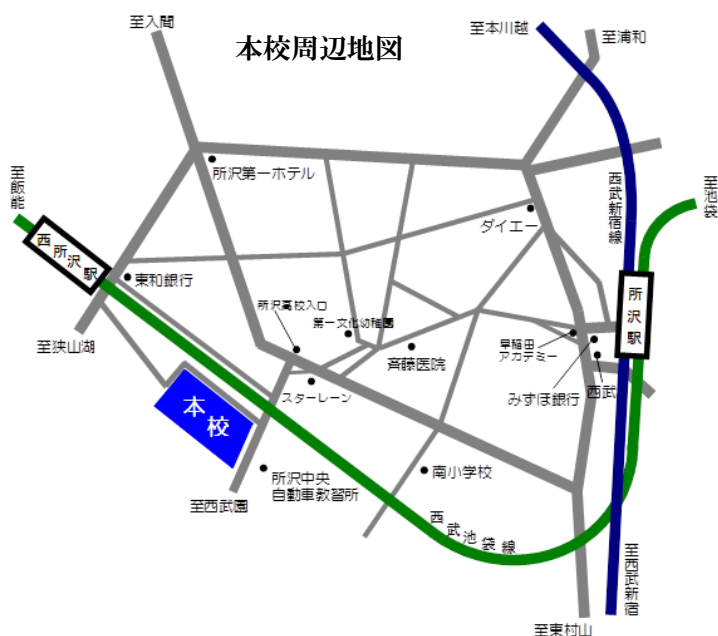 至入間
本校周辺地図
至本川越
至浦和
所沢第一ホテル
至飯能
西武新宿線
至池袋
ダイエー
西所沢駅
東和銀行
所沢駅
所沢高校入口
第一文化幼稚園
至狭山湖
斉藤医院
早稲田
アカデミー
みずほ銀行
西武
スターレーン
本校
所沢中央
自動車教習所
南小学校
至西武園
西武池袋線
至西武新宿
至東村山